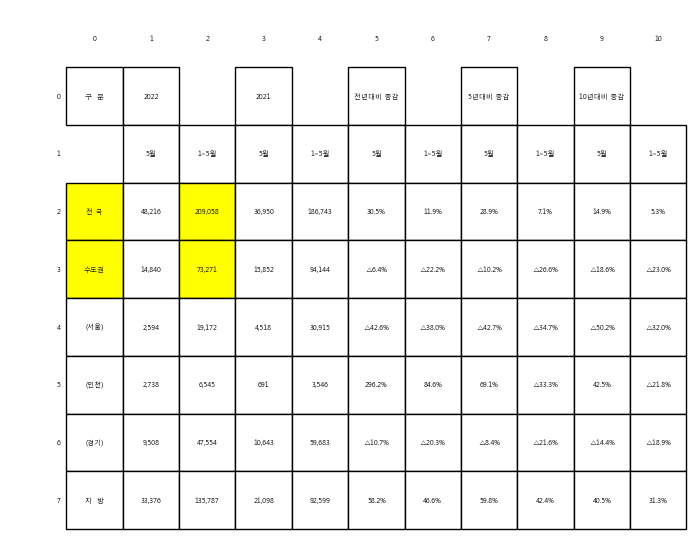 0 1 2 3 4 5 6 7 8 9 10
0 구 분 2022 2021 전년대비 증감 5년대비 증감 10년대비 증감
1 5월 1~5월 5월 1~5월 5월 1~5월 5월 1~5월 5월 1~5월
2 전 국 48,216 209,058 36,950 186,743 30.5% 11.9% 28.9% 7.1% 14.9% 5.3%
3 수도권 14,840 73,271 15,852 94,144 △6.4% △22.2% △10.2% △26.6% △18.6% △23.0%
4 (서울) 2,594 19,172 4,518 30,915 △42.6% △38.0% △42.7% △34.7% △50.2% △32.0%
5 (인천) 2,738 6,545 691 3,546 296.2% 84.6% 69.1% △33.3% 42.5% △21.8%
6 (경기) 9,508 47,554 10,643 59,683 △10.7% △20.3% △8.4% △21.6% △14.4% △18.9%
7 지 방 33,376 135,787 21,098 92,599 58.2% 46.6% 59.8% 42.4% 40.5% 31.3%